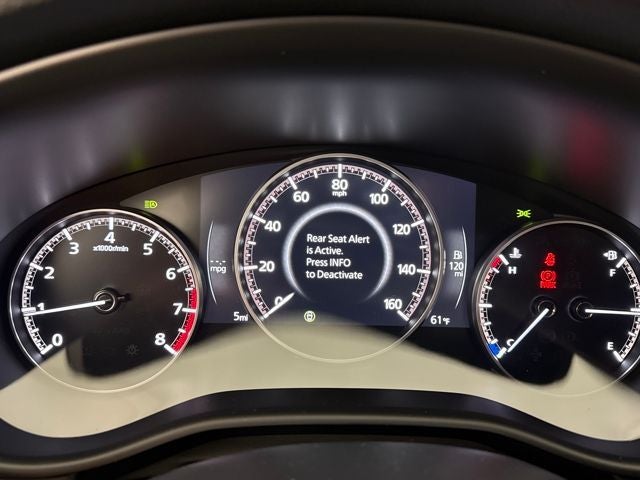 0
1
2
3
4
5
6
7
8
x1000r/min
0
20
40
60
80
100
120
140
160
mph
Rear Seat Alert
is Active.
Press INFO
to Deactivate
--.- mpg
5mi
120
mi
61°F
H
C
F
E
PARK